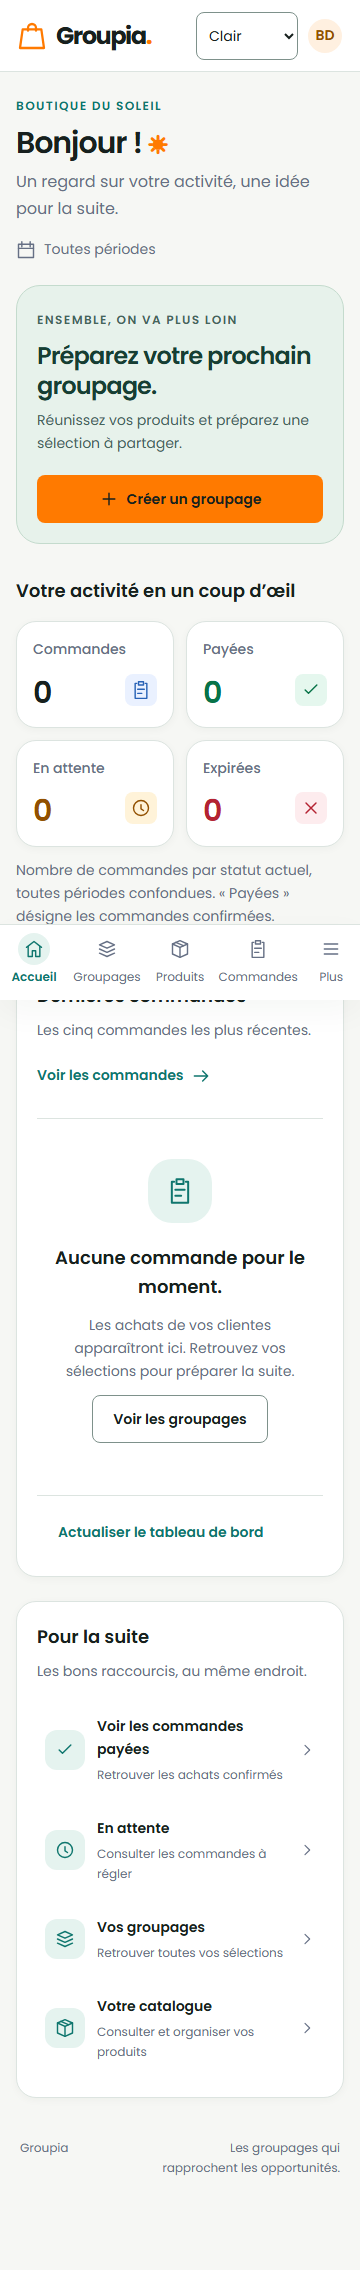 Groupia.
Clair
BD
BOUTIQUE DU SOLEIL
Bonjour !
Un regard sur votre activité, une idée
pour la suite.
Toutes périodes
ENSEMBLE, ON VA PLUS LOIN
Préparez votre prochain
groupage.
Réunissez vos produits et préparez une
sélection à partager.
Créer un groupage
Votre activité en un coup d’œil
Commandes
0
Payées
0
En attente
0
Expirées
0
Nombre de commandes par statut actuel,
toutes périodes confondues. « Payées »
désigne les commandes confirmées.
Accueil
Groupages
Produits
Commandes
Plus
Dernières commandes
Les cinq commandes les plus récentes.
Voir les commandes
Aucune commande pour le
moment.
Les achats de vos clientes
apparaîtront ici. Retrouvez vos
sélections pour préparer la suite.
Voir les groupages
Actualiser le tableau de bord
Pour la suite
Les bons raccourcis, au même endroit.
Voir les commandes
payées
Retrouver les achats confirmés
En attente
Consulter les commandes à
régler
Vos groupages
Retrouver toutes vos sélections
Votre catalogue
Consulter et organiser vos
produits
Groupia
Les groupages qui
rapprochent les opportunités.